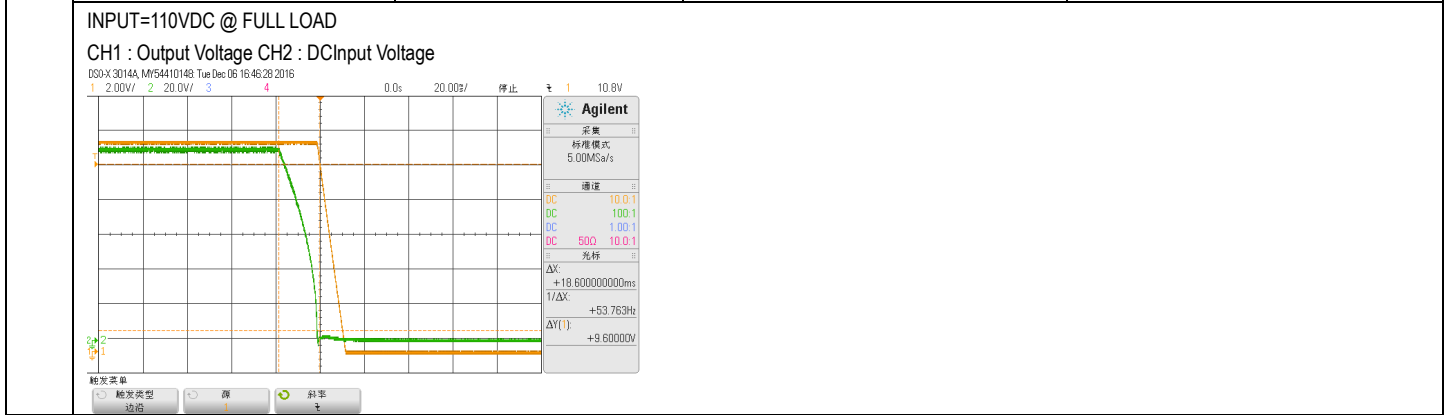 INPUT=110VDC @ FULL LOAD
CH1 : Output Voltage CH2 : DCInput Voltage
DSO-X 3014A, MY54410148: Tue Dec 06 16:46:28 2016
1 2.00V/ 2 20.0V/ 3 4 0.0s 20.00㎳/ 停止 1 10.8V
Agilent
采集
标准模式
5.00MSa/s
通道
DC 10.0:1
DC 100:1
DC 1.00:1
DC 50Ω 10.0:1
光标
ΔX:
+18.600000000ms
1/ΔX:
+53.763Hz
ΔY(1):
+9.60000V
T
2 2
1 1
触发菜单
触发类型
边沿
源
1
斜率